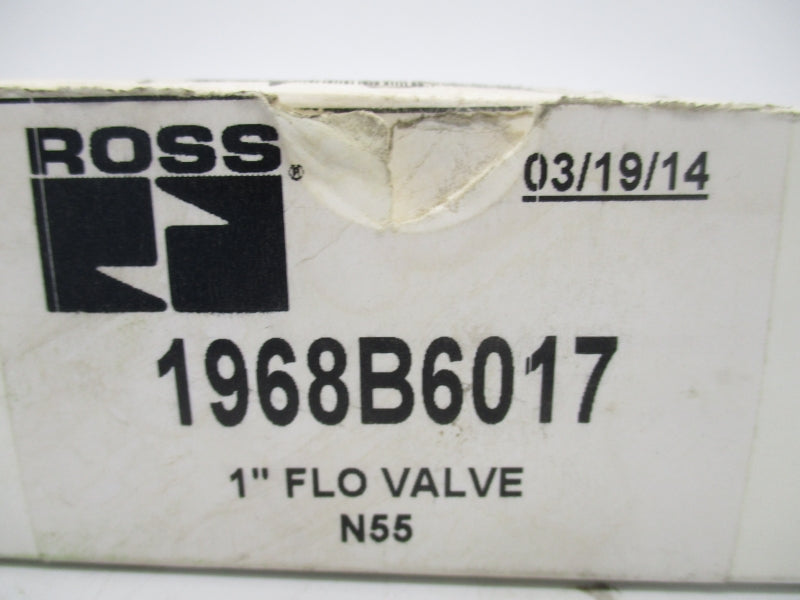 ROSS®
03/19/14
1968B6017
1" FLO VALVE
N55